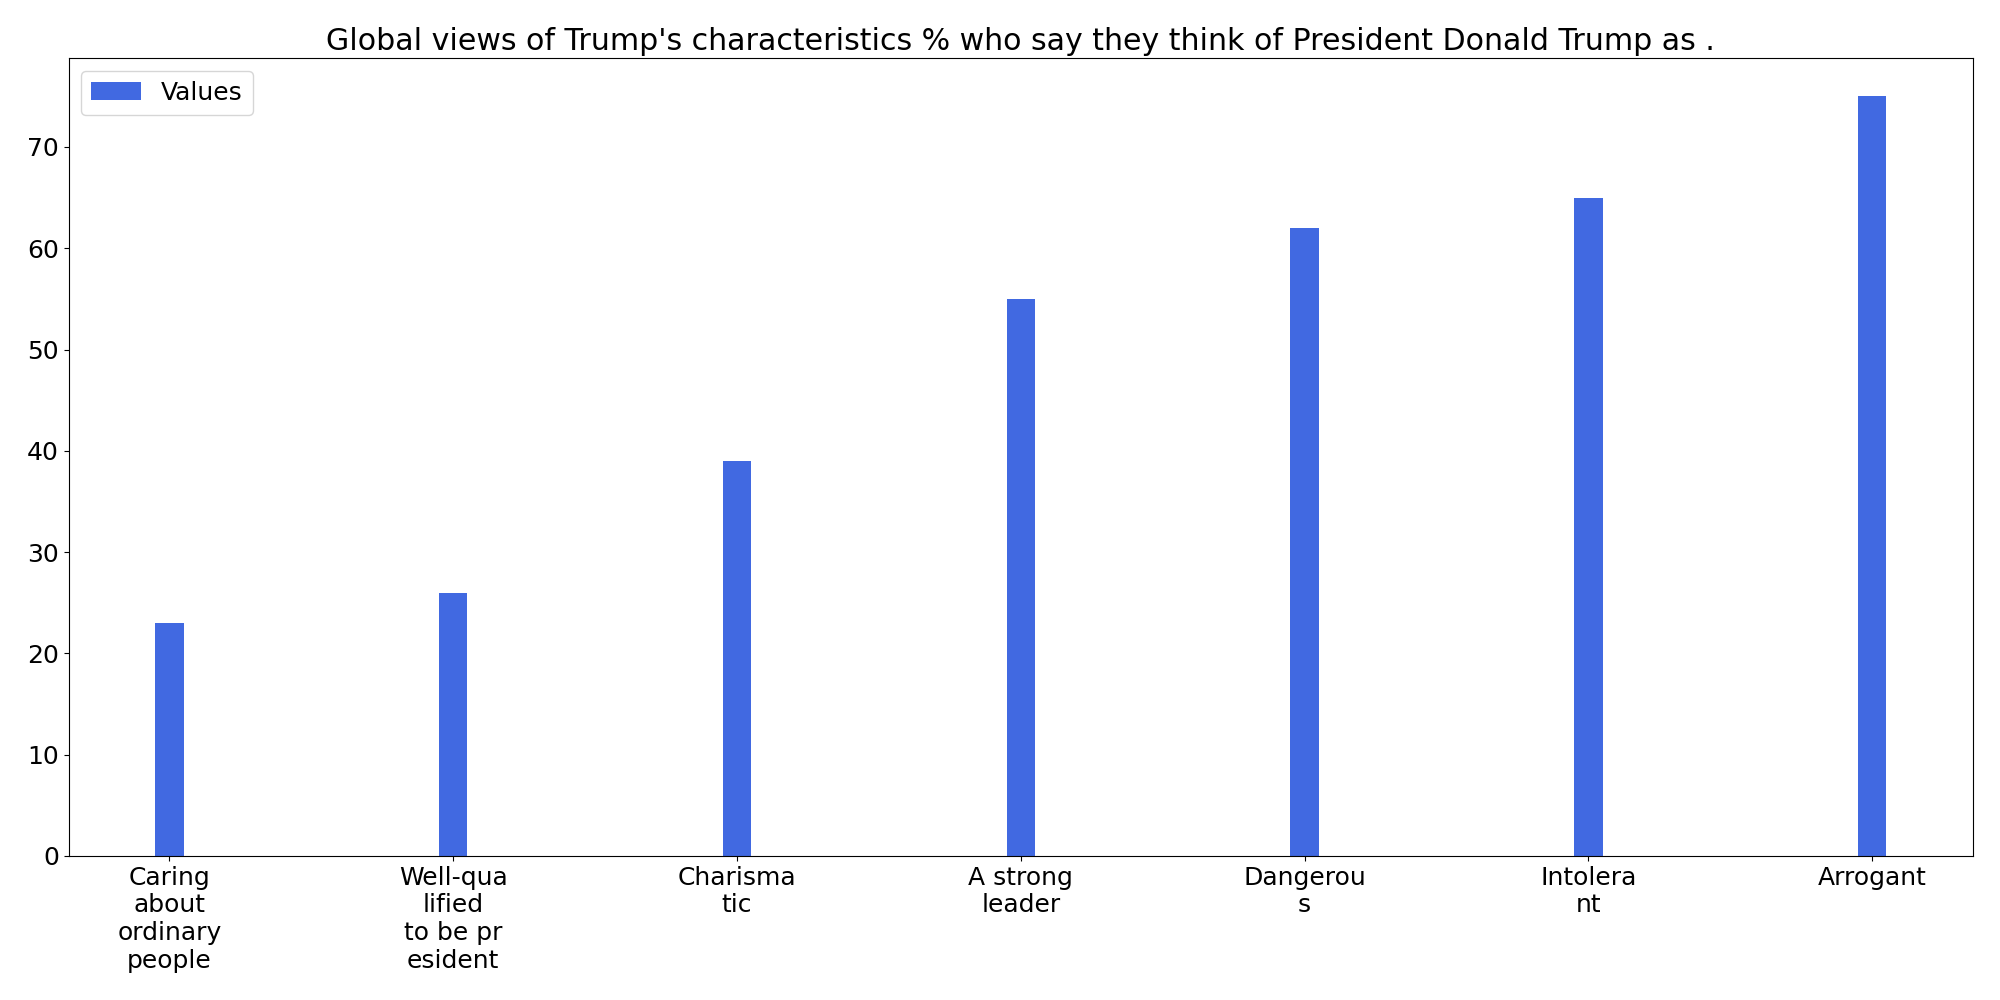 Global views of Trump's characteristics % who say they think of President Donald Trump as .
Values
70
60
50
40
30
20
10
0
Caring
about
ordinary
people
Well-qua
lified
to be pr
esident
Charisma
tic
A strong
leader
Dangerou
s
Intolera
nt
Arrogant